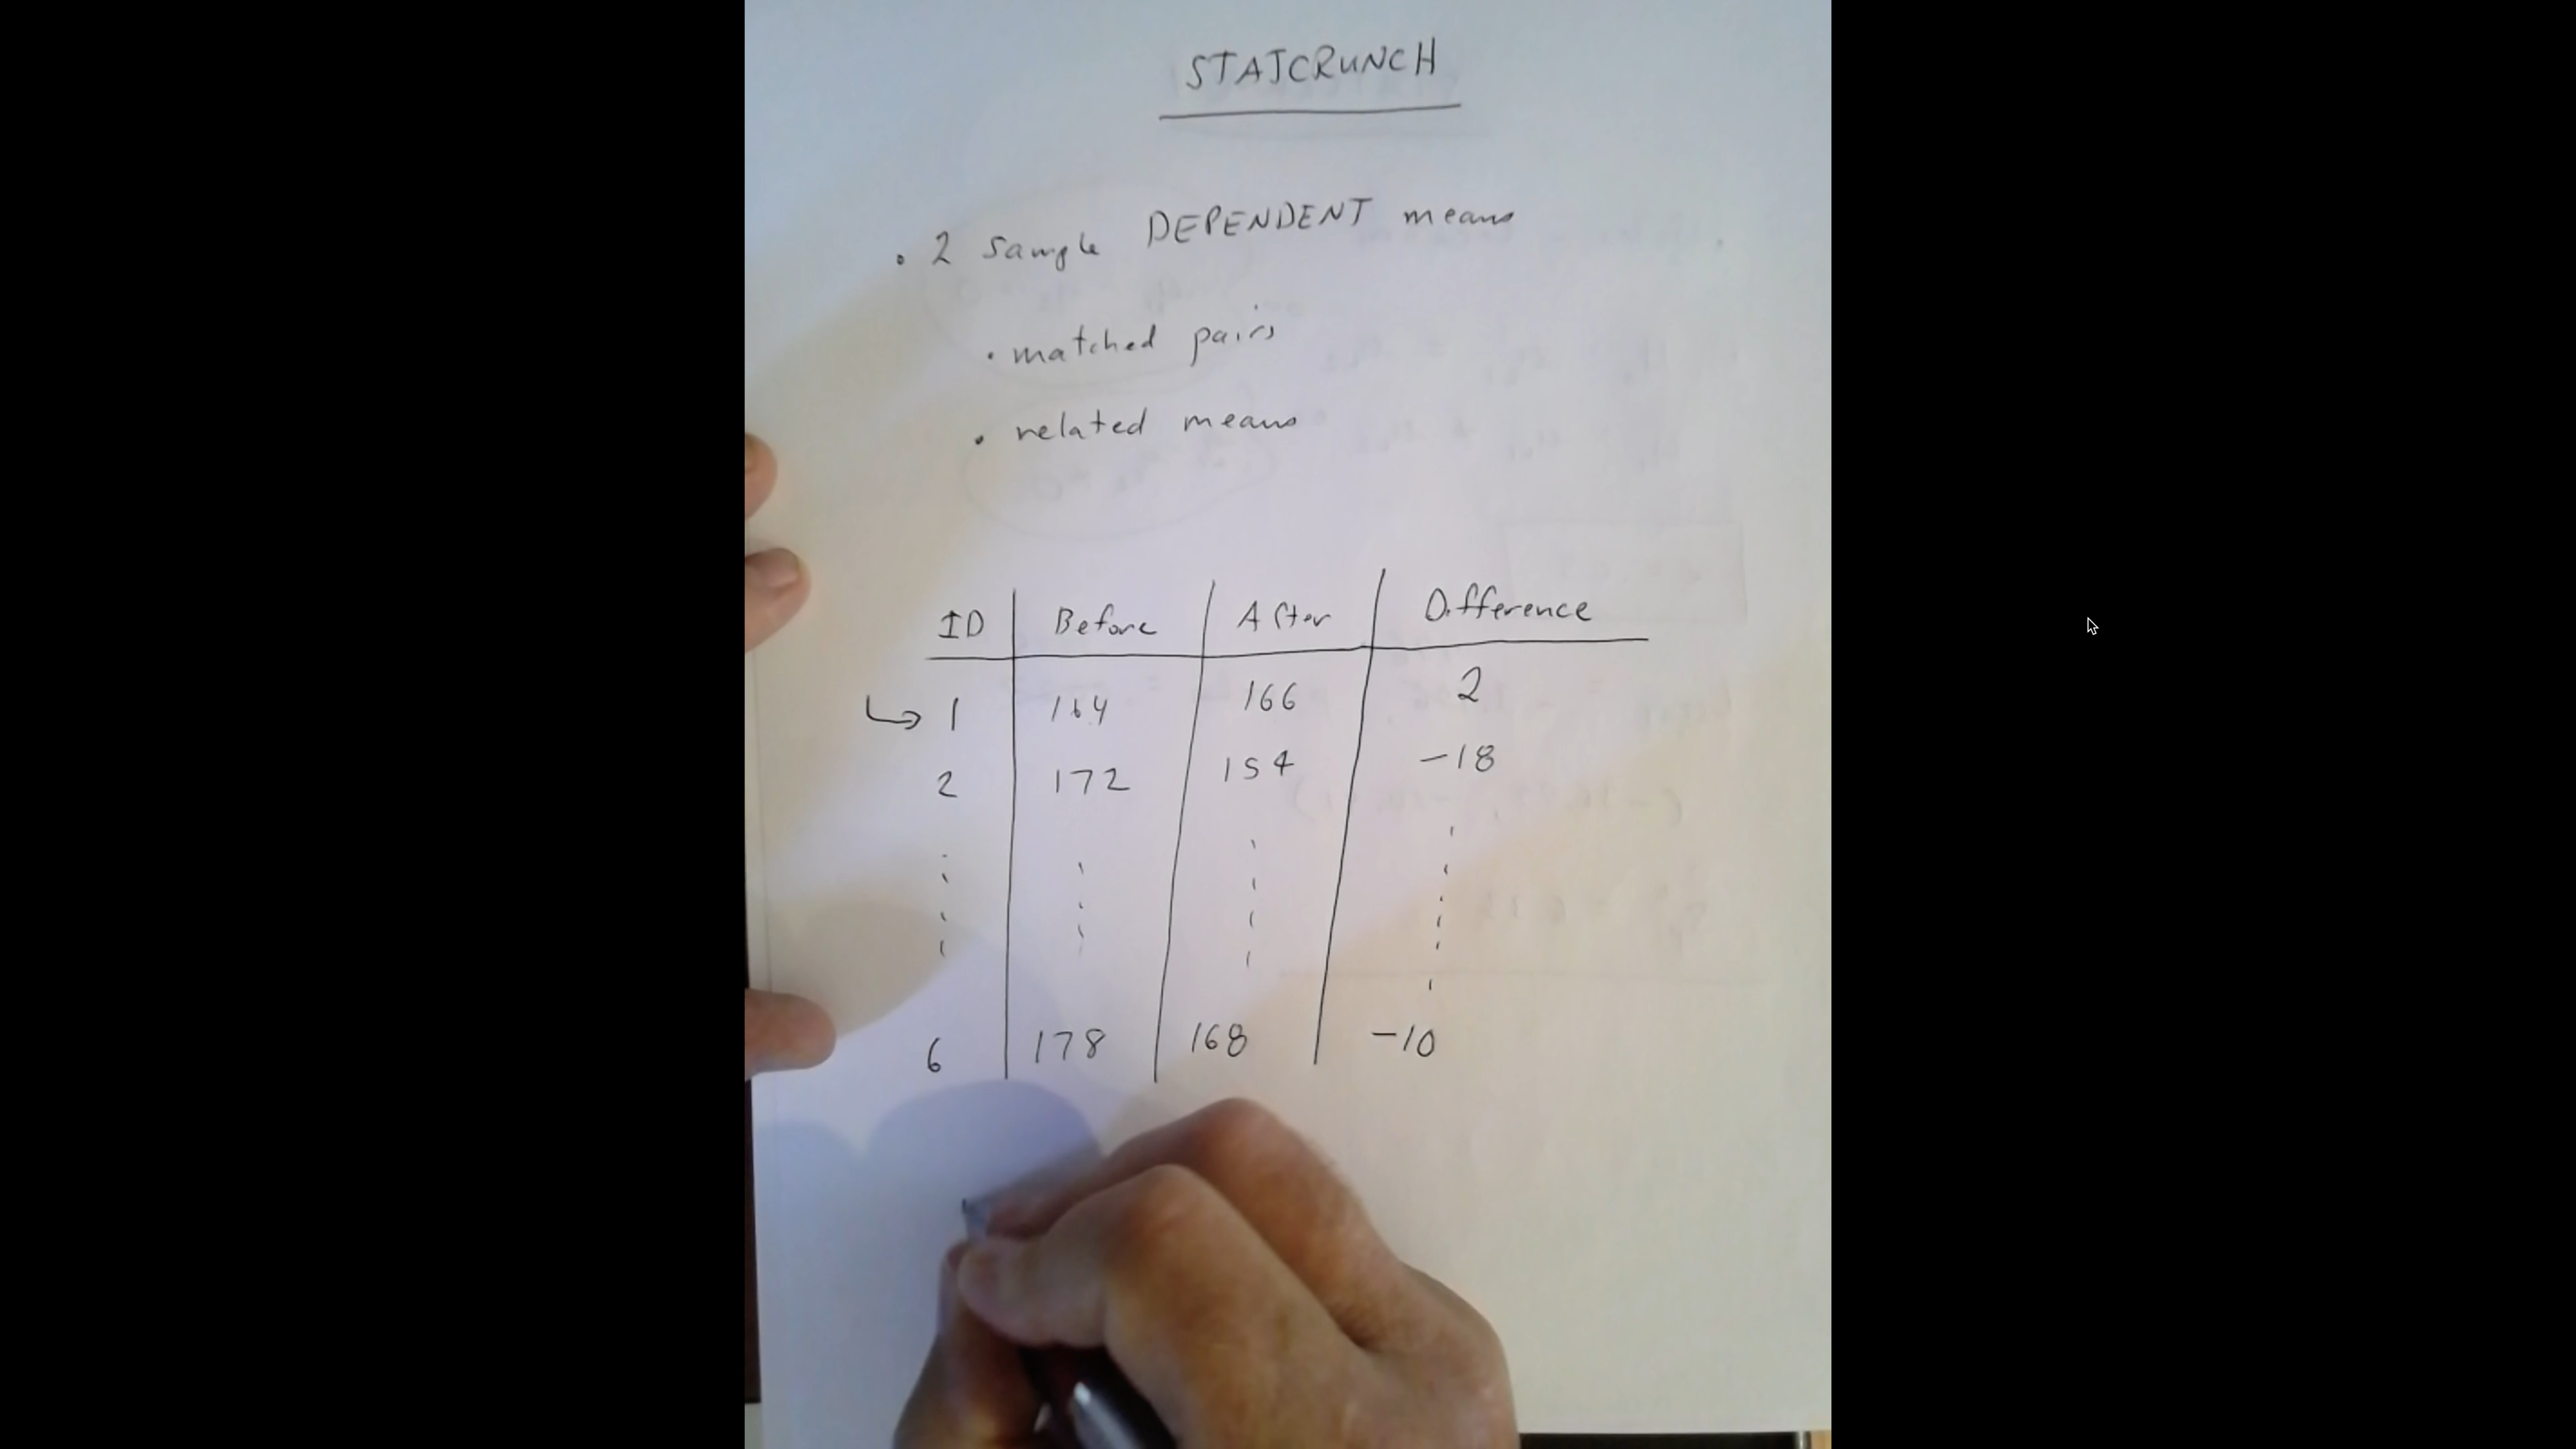 STATCRUNCH
• 2 Sample DEPENDENT means
• matched pairs
• related means
ID Before After Difference
↳ 1 164 166 2
2 172 154 -18
6 178 168 -10